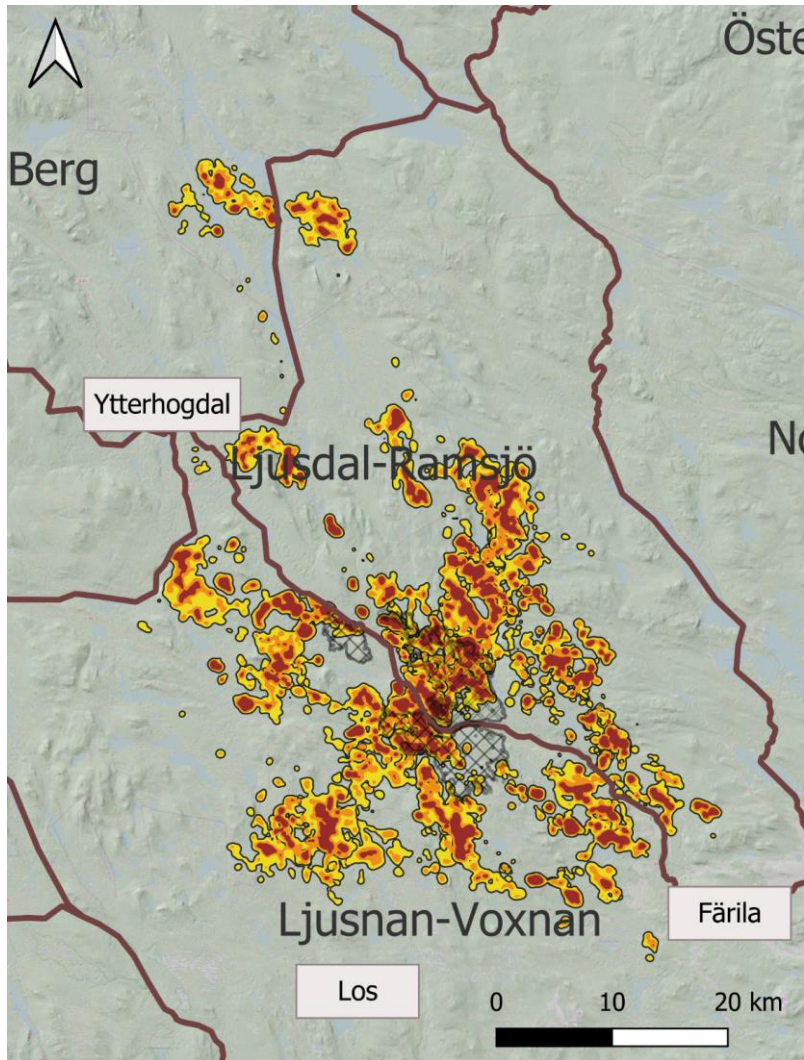 Öste
Berg
Ytterhogdal
Ljusdal-Ramsjö
No
Ljusnan-Voxnan
Färila
Los
0 10 20 km